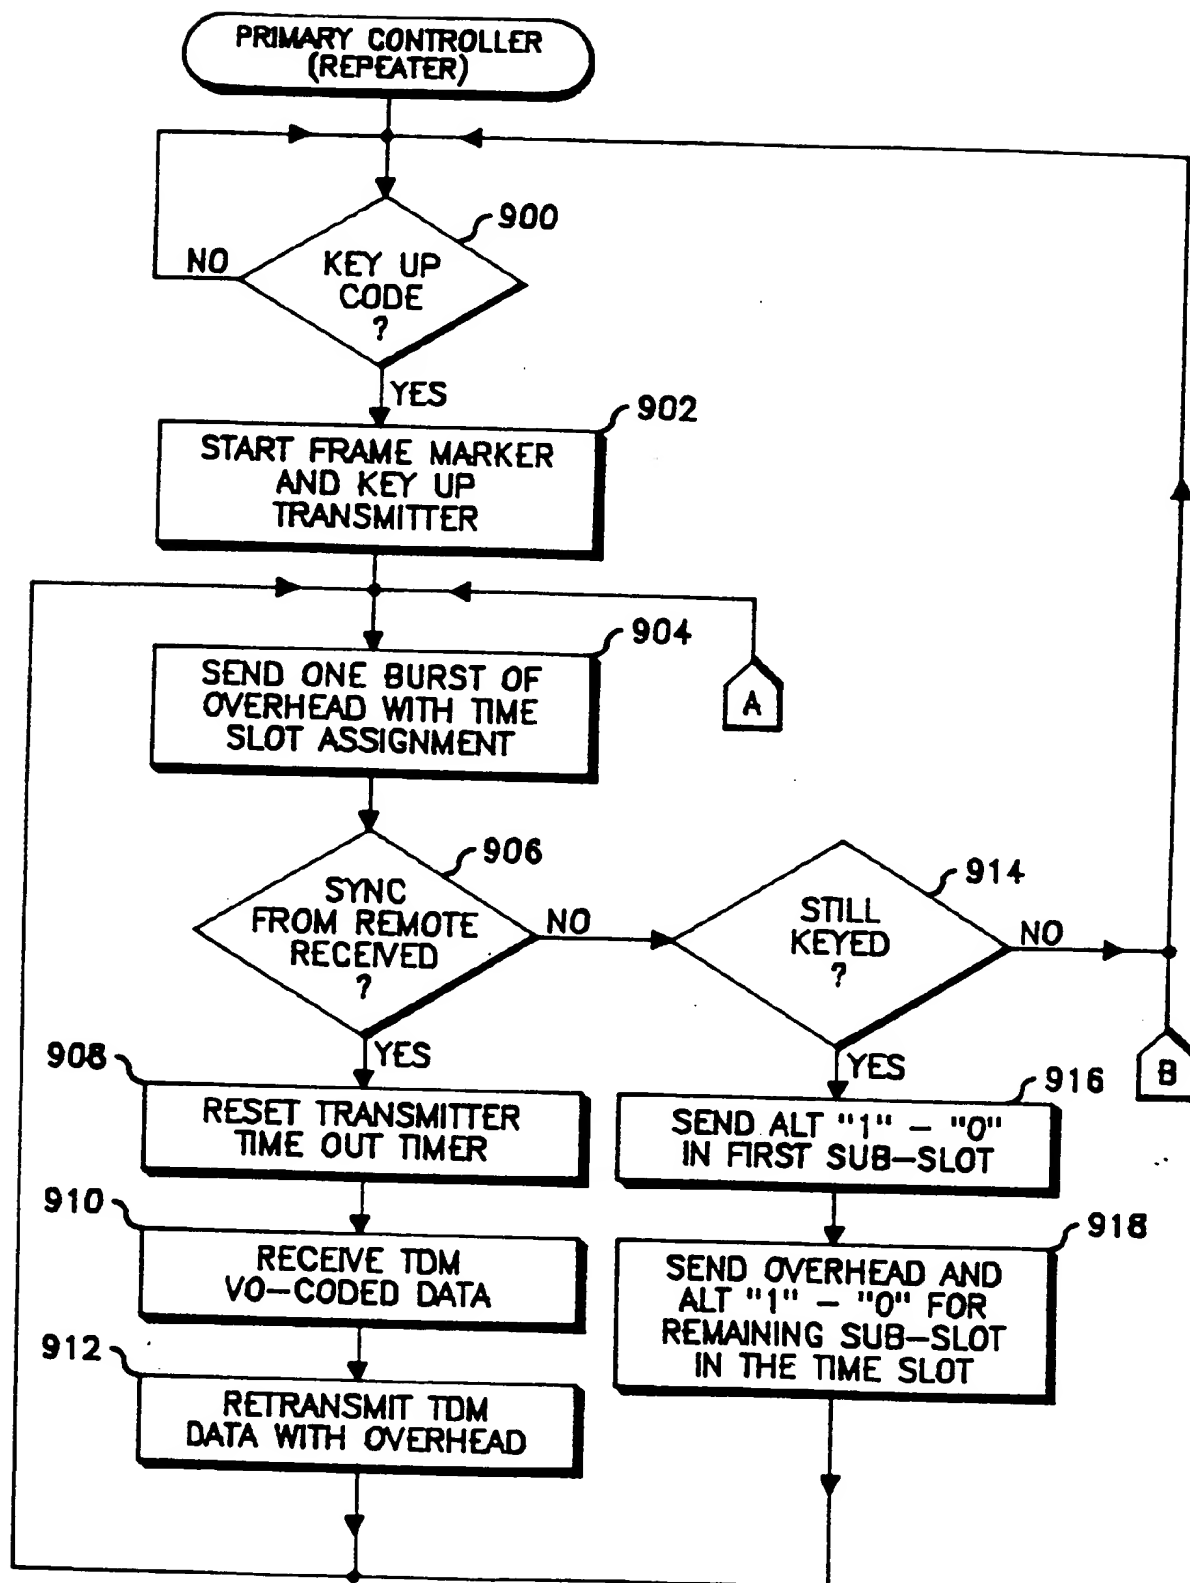 PRIMARY CONTROLLER
(REPEATER)
900
NO
KEY UP
CODE
?
YES
902
START FRAME MARKER
AND KEY UP
TRANSMITTER
904
SEND ONE BURST OF
OVERHEAD WITH TIME
SLOT ASSIGNMENT
A
906
SYNC
FROM REMOTE
RECEIVED
?
NO
914
STILL
KEYED
?
NO
B
YES
908
RESET TRANSMITTER
TIME OUT TIMER
YES
916
SEND ALT "1" – "0"
IN FIRST SUB–SLOT
910
RECEIVE TDM
VO–CODED DATA
918
SEND OVERHEAD AND
ALT "1" – "0" FOR
REMAINING SUB–SLOT
IN THE TIME SLOT
912
RETRANSMIT TDM
DATA WITH OVERHEAD